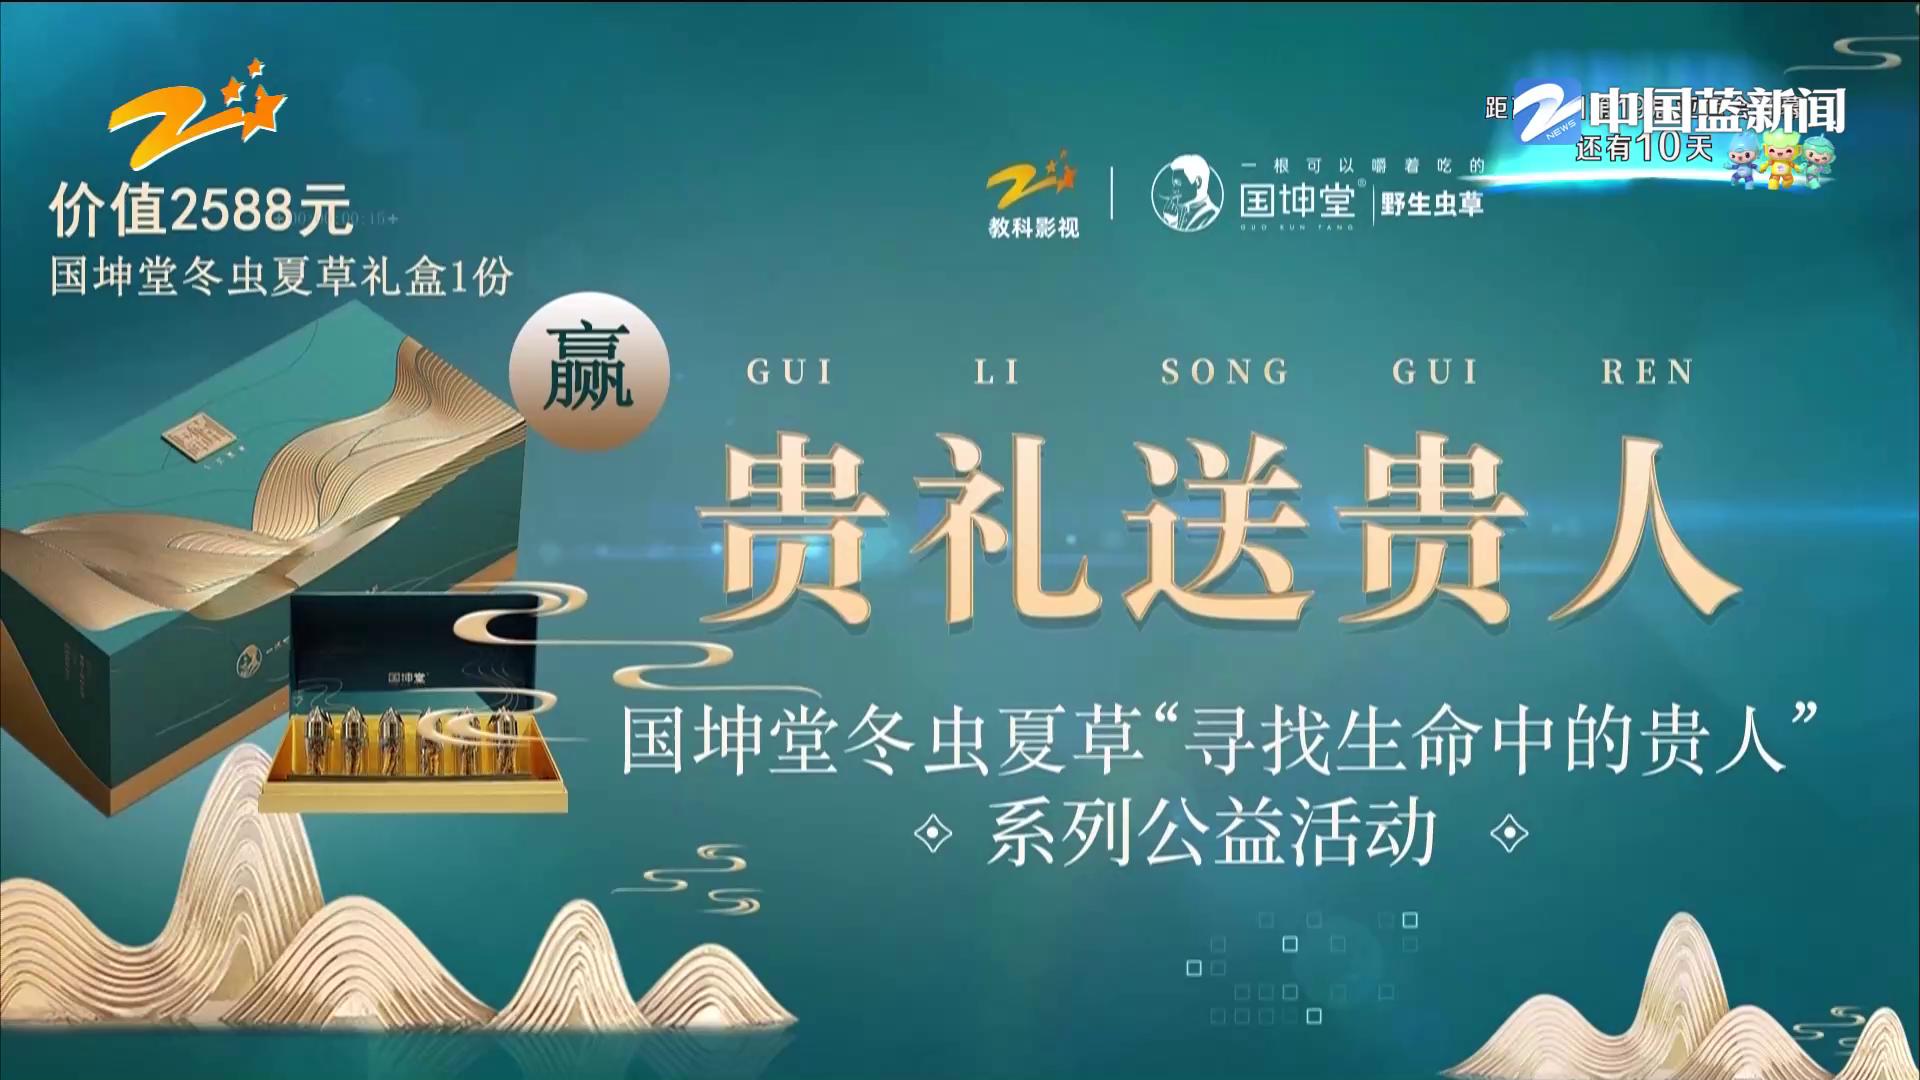 中国蓝新闻
NEWS
还有10天
价值2588元
国坤堂冬虫夏草礼盒1份
教科影视
一根可以嚼着吃的
国坤堂®
野生虫草
GUO KUN TANG
赢
GUI LI SONG GUI REN
贵礼送贵人
国坤堂
国坤堂冬虫夏草“寻找生命中的贵人”
系列公益活动